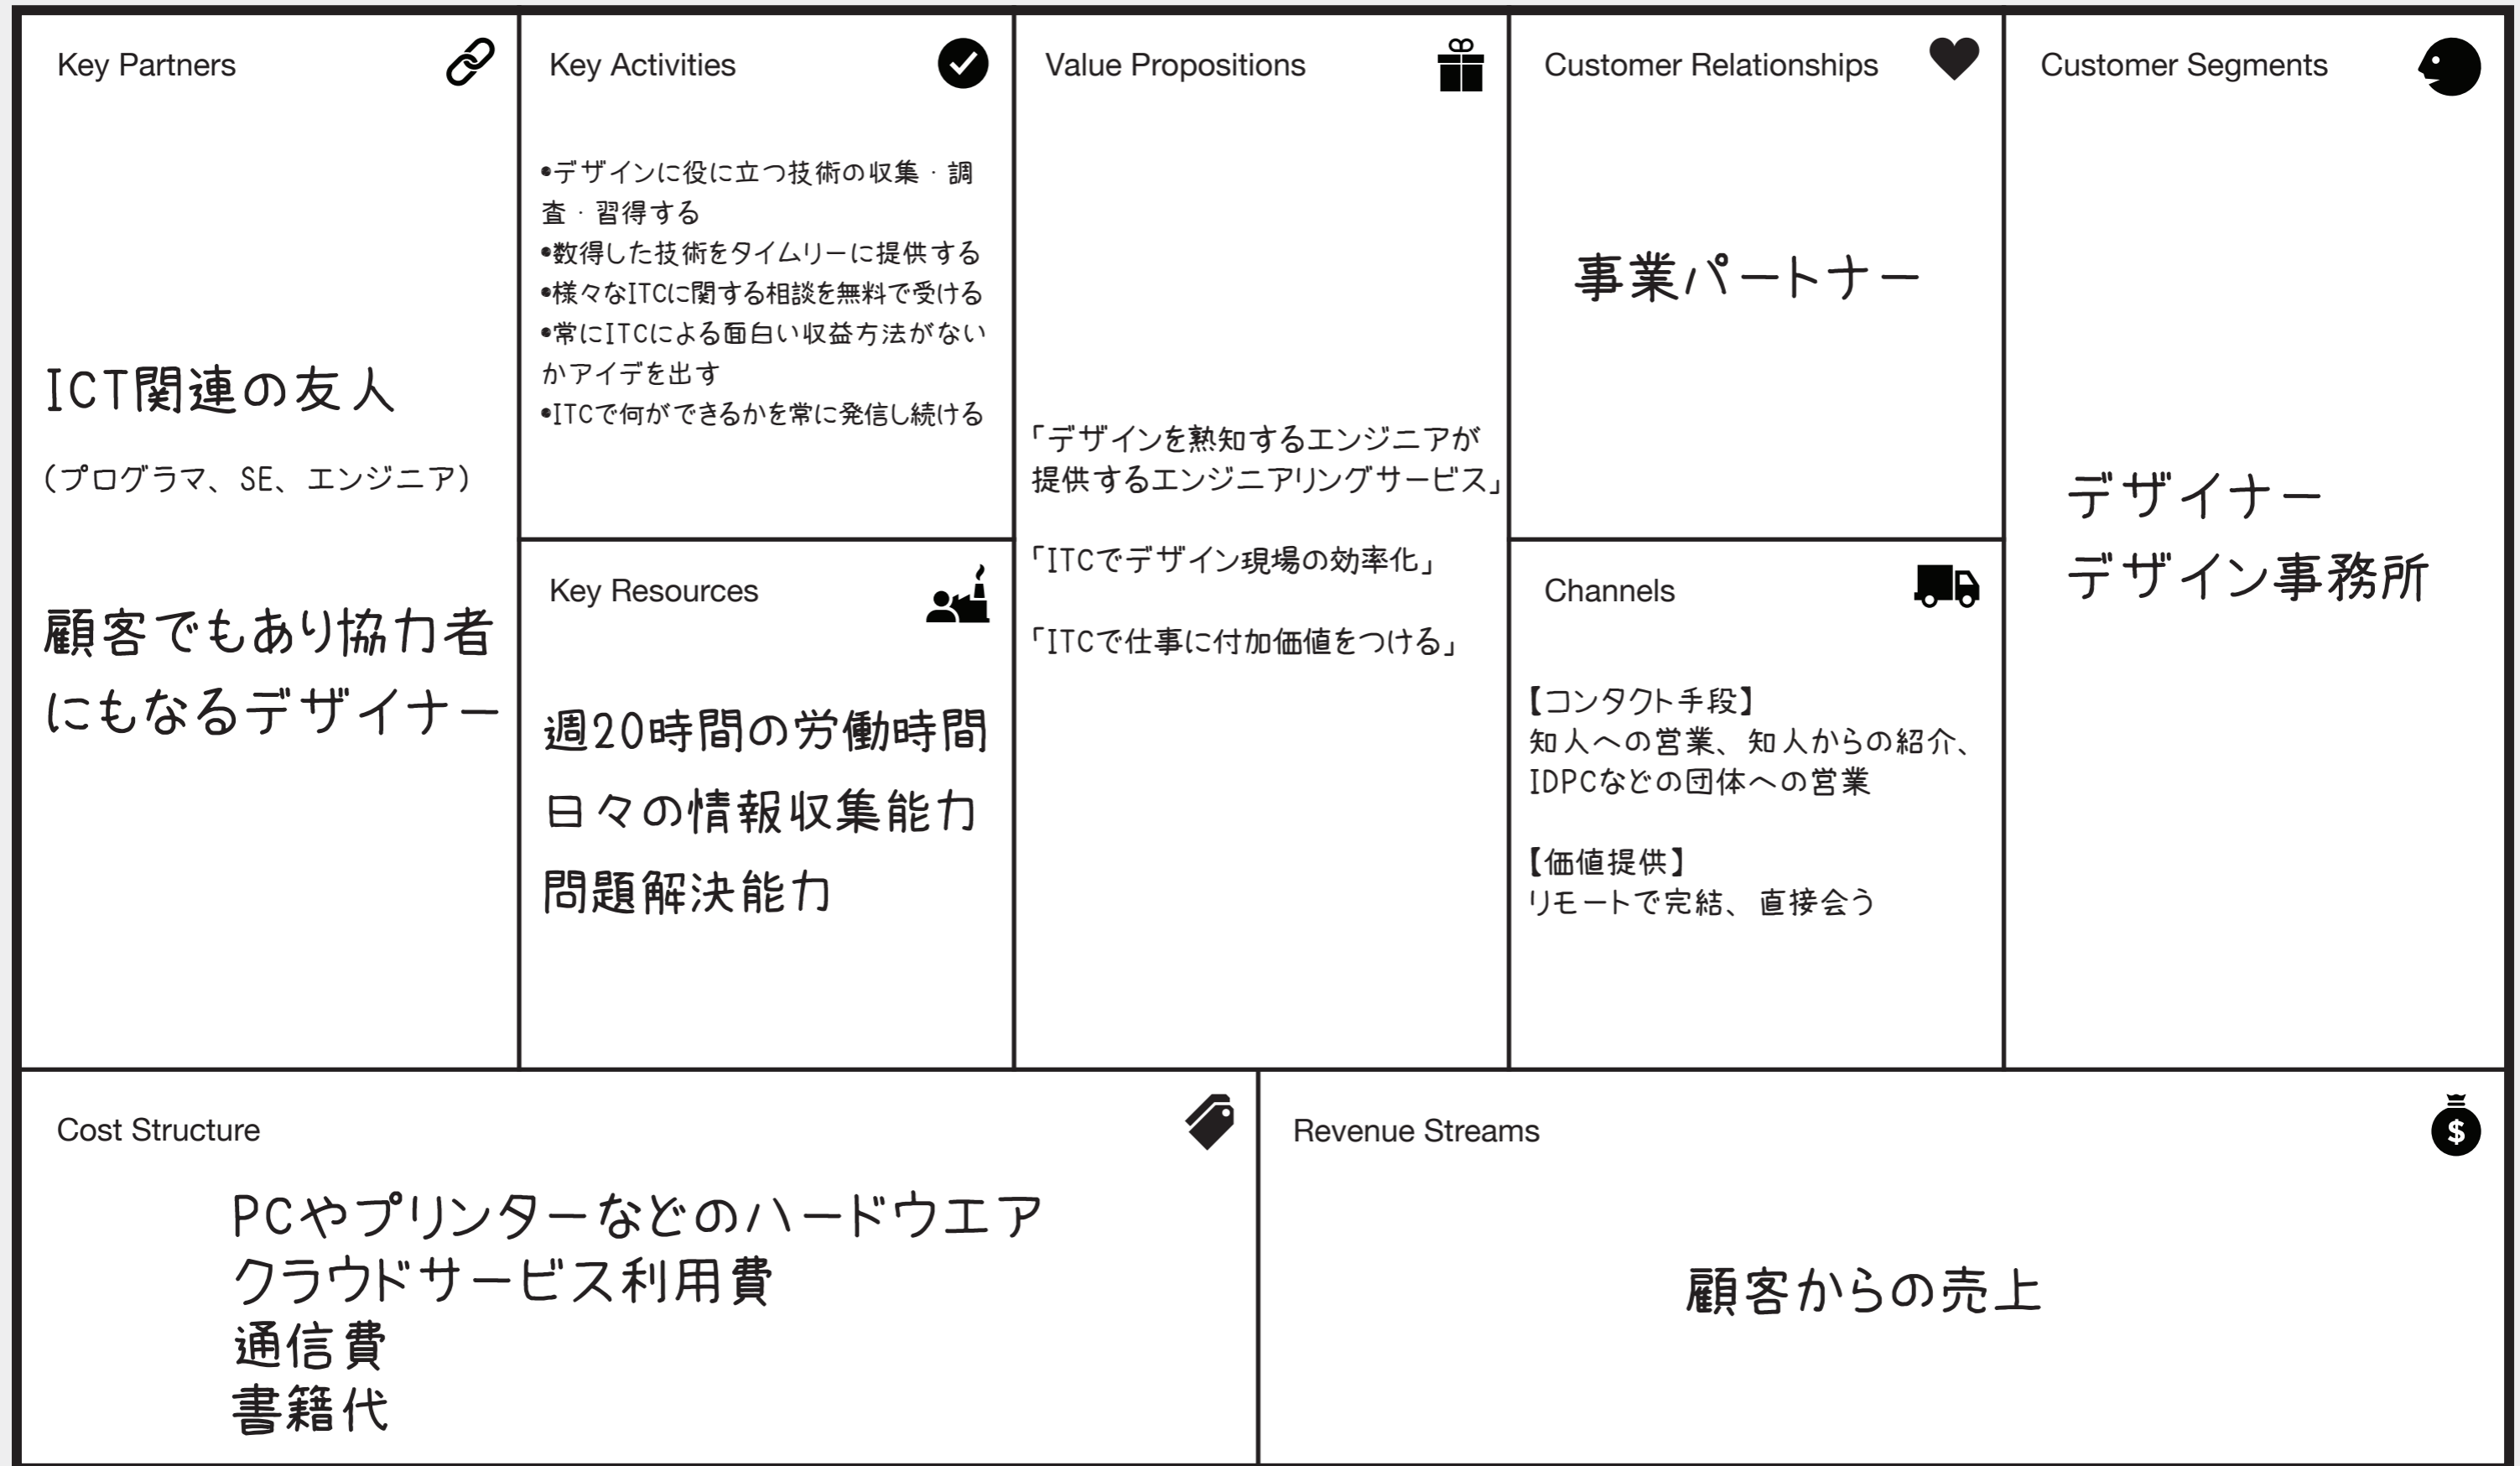 Key Partners
ICT関連の友人
（プログラマ、SE、エンジニア）
顧客でもあり協力者
にもなるデザイナー
Key Activities
•デザインに役に立つ技術の収集・調
査・習得する
•数得した技術をタイムリーに提供する
•様々なITCに関する相談を無料で受ける
•常にITCによる面白い収益方法がない
かアイデを出す
•ITCで何ができるかを常に発信し続ける
Key Resources
週20時間の労働時間
日々の情報収集能力
問題解決能力
Value Propositions
「デザインを熟知するエンジニアが
提供するエンジニアリングサービス」
「ITCでデザイン現場の効率化」
「ITCで仕事に付加価値をつける」
Customer Relationships
事業パートナー
Channels
【コンタクト手段】
知人への営業、知人からの紹介、
IDPCなどの団体への営業
【価値提供】
リモートで完結、直接会う
Customer Segments
デザイナー
デザイン事務所
Cost Structure
PCやプリンターなどのハードウエア
クラウドサービス利用費
通信費
書籍代
Revenue Streams
$
顧客からの売上